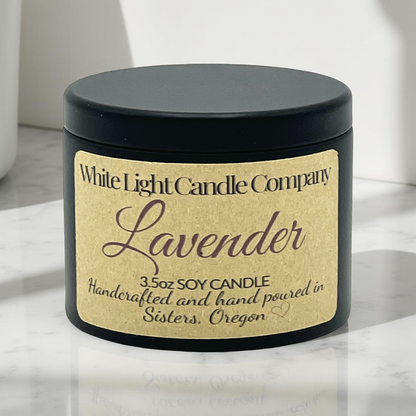 White Light Candle Company
Lavender
3.5oz SOY CANDLE
Handcrafted and hand poured in
Sisters, Oregon ♡